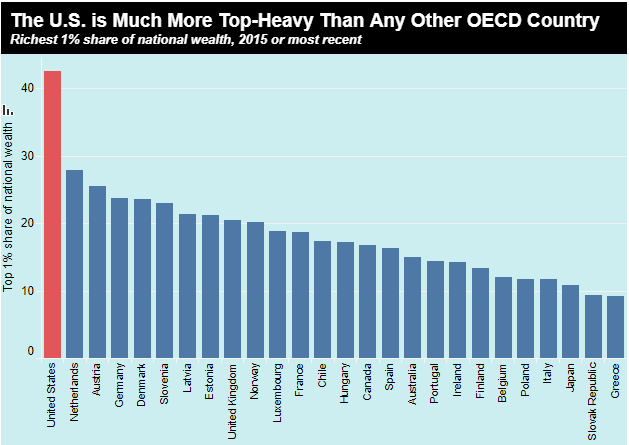 The U.S. is Much More Top-Heavy Than Any Other OECD Country
Richest 1% share of national wealth, 2015 or most recent
Top 1% share of national wealth
40
30
20
10
0
United States
Netherlands
Austria
Germany
Denmark
Slovenia
Latvia
Estonia
United Kingdom
Norway
Luxembourg
France
Chile
Hungary
Canada
Spain
Australia
Portugal
Ireland
Finland
Belgium
Poland
Italy
Japan
Slovak Republic
Greece